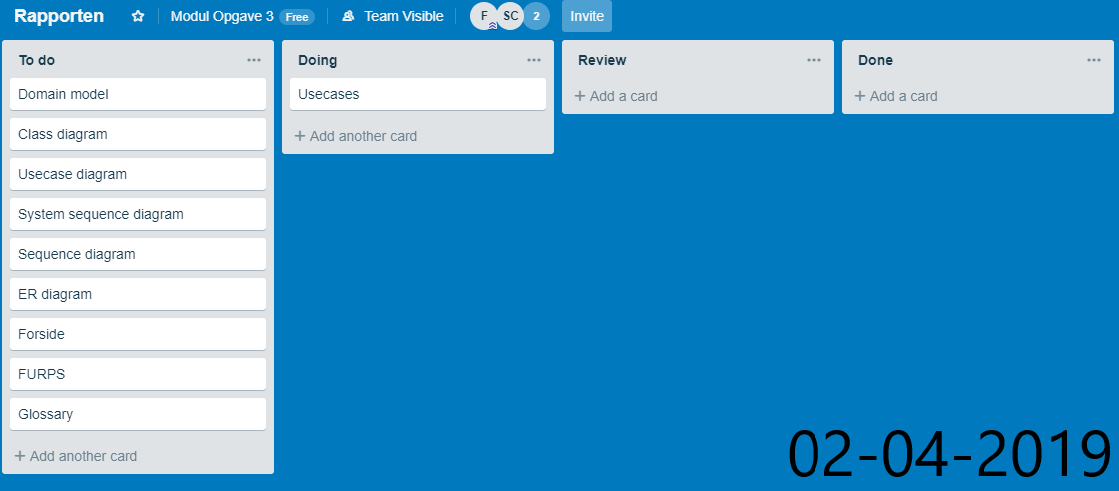 Rapporten Modul Opgave 3 Free Team Visible F SC 2 Invite
To do
Domain model
Class diagram
Usecase diagram
System sequence diagram
Sequence diagram
ER diagram
Forside
FURPS
Glossary
+ Add another card
Doing
Usecases
+ Add another card
Review
+ Add a card
Done
+ Add a card
02-04-2019